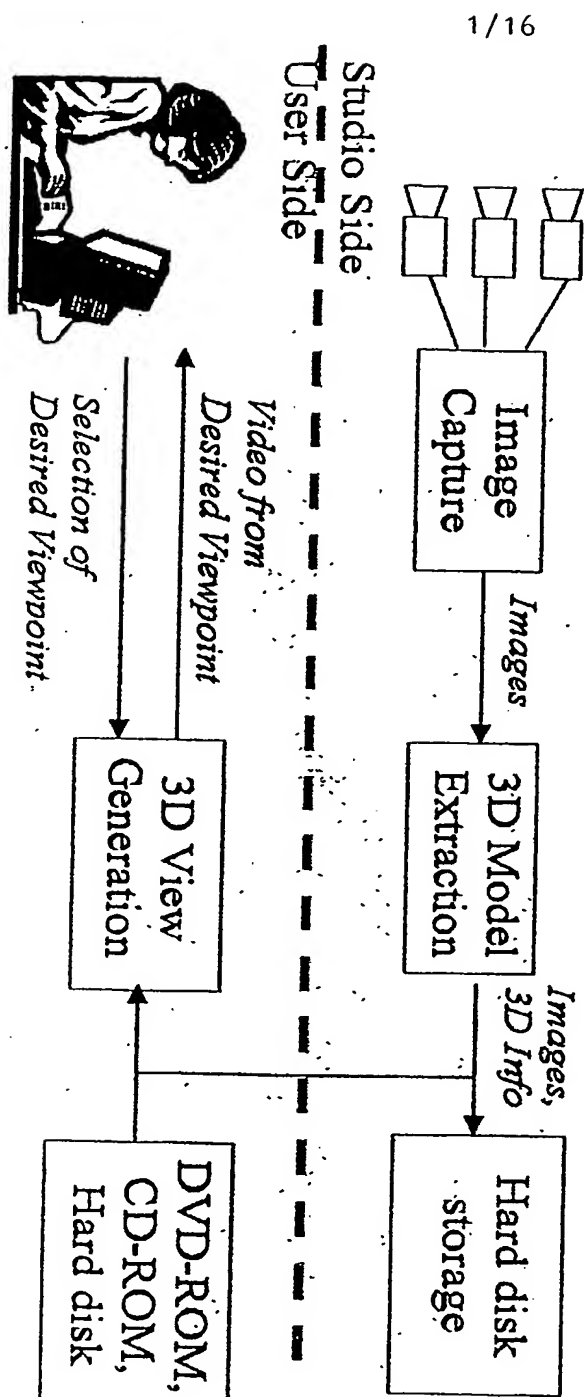 1/16
Image
Capture
Images
3D Model
Extraction
Images,
3D Info
Hard disk
storage
Studio Side
User Side
Video from
Desired Viewpoint
Selection of
Desired Viewpoint.
3D View
Generation
DVD-ROM,
CD-ROM,
Hard disk